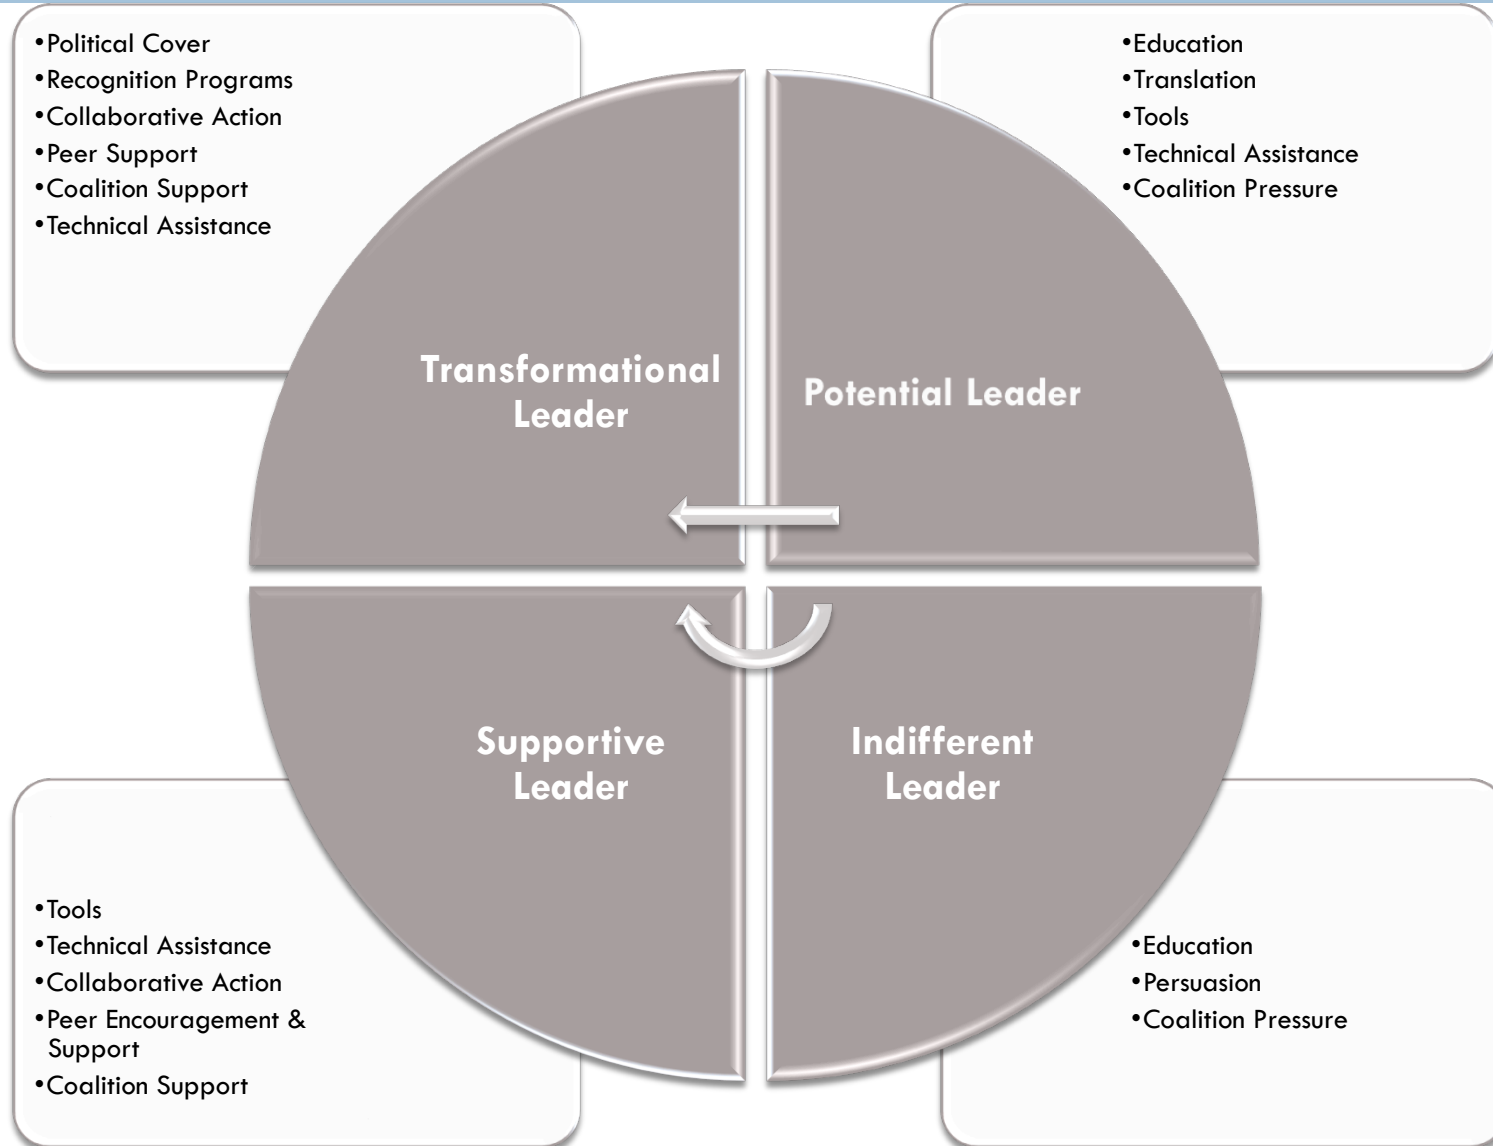 •Political Cover
•Recognition Programs
•Collaborative Action
•Peer Support
•Coalition Support
•Technical Assistance
•Education
•Translation
•Tools
•Technical Assistance
•Coalition Pressure
Transformational
Leader
Potential Leader
Supportive
Leader
Indifferent
Leader
•Tools
•Technical Assistance
•Collaborative Action
•Peer Encouragement &
Support
•Coalition Support
•Education
•Persuasion
•Coalition Pressure